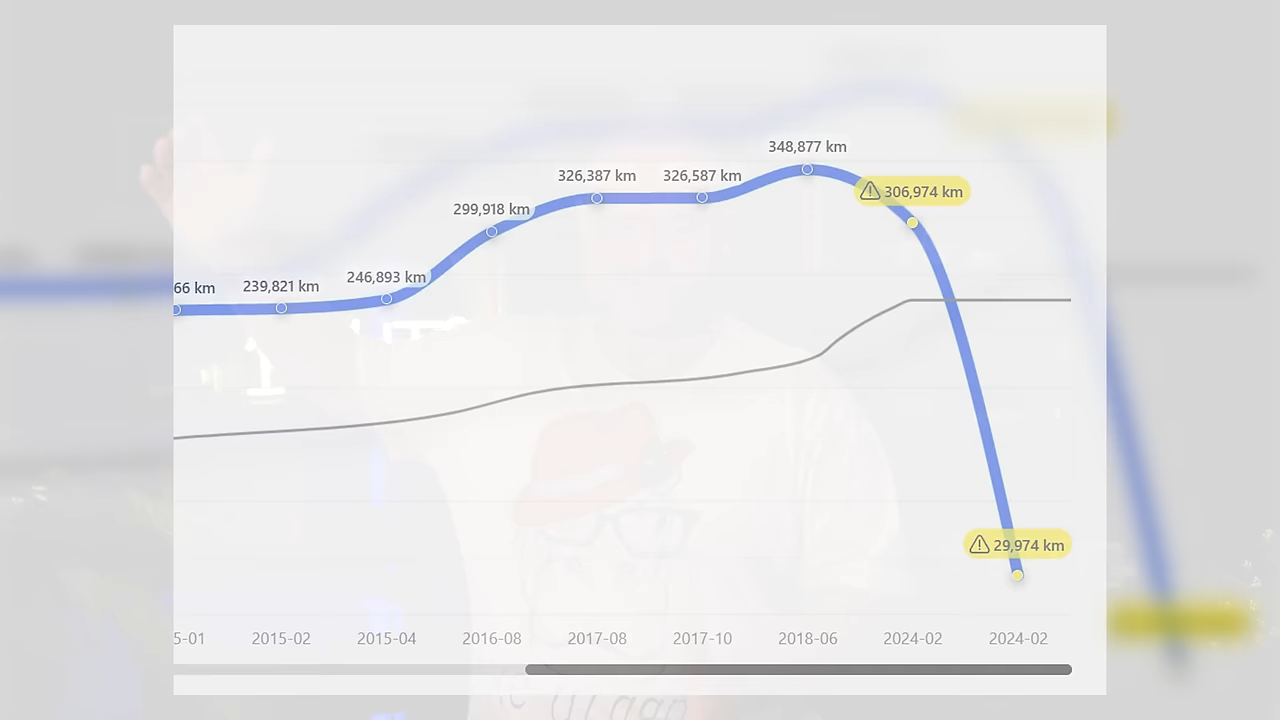 348,877 km
326,387 km
326,587 km
306,974 km
299,918 km
246,893 km
66 km
239,821 km
29,974 km
5-01
2015-02
2015-04
2016-08
2017-08
2017-10
2018-06
2024-02
2024-02